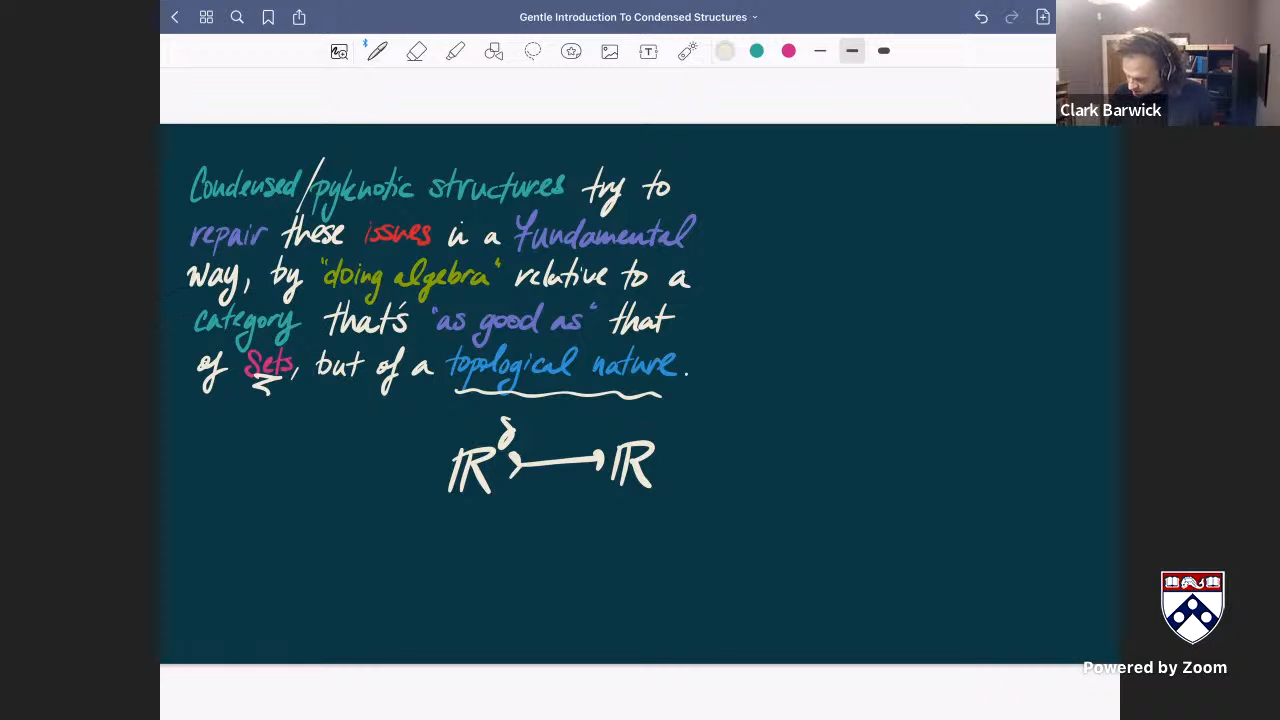 Gentle Introduction To Condensed Structures
Clark Barwick
Condensed/pyknotic structures try to
repair these issues in a fundamental
way, by "doing algebra" relative to a
category that's "as good as" that
of Sets, but of a topological nature.
ℝ^δ ↣ ℝ
Powered by Zoom